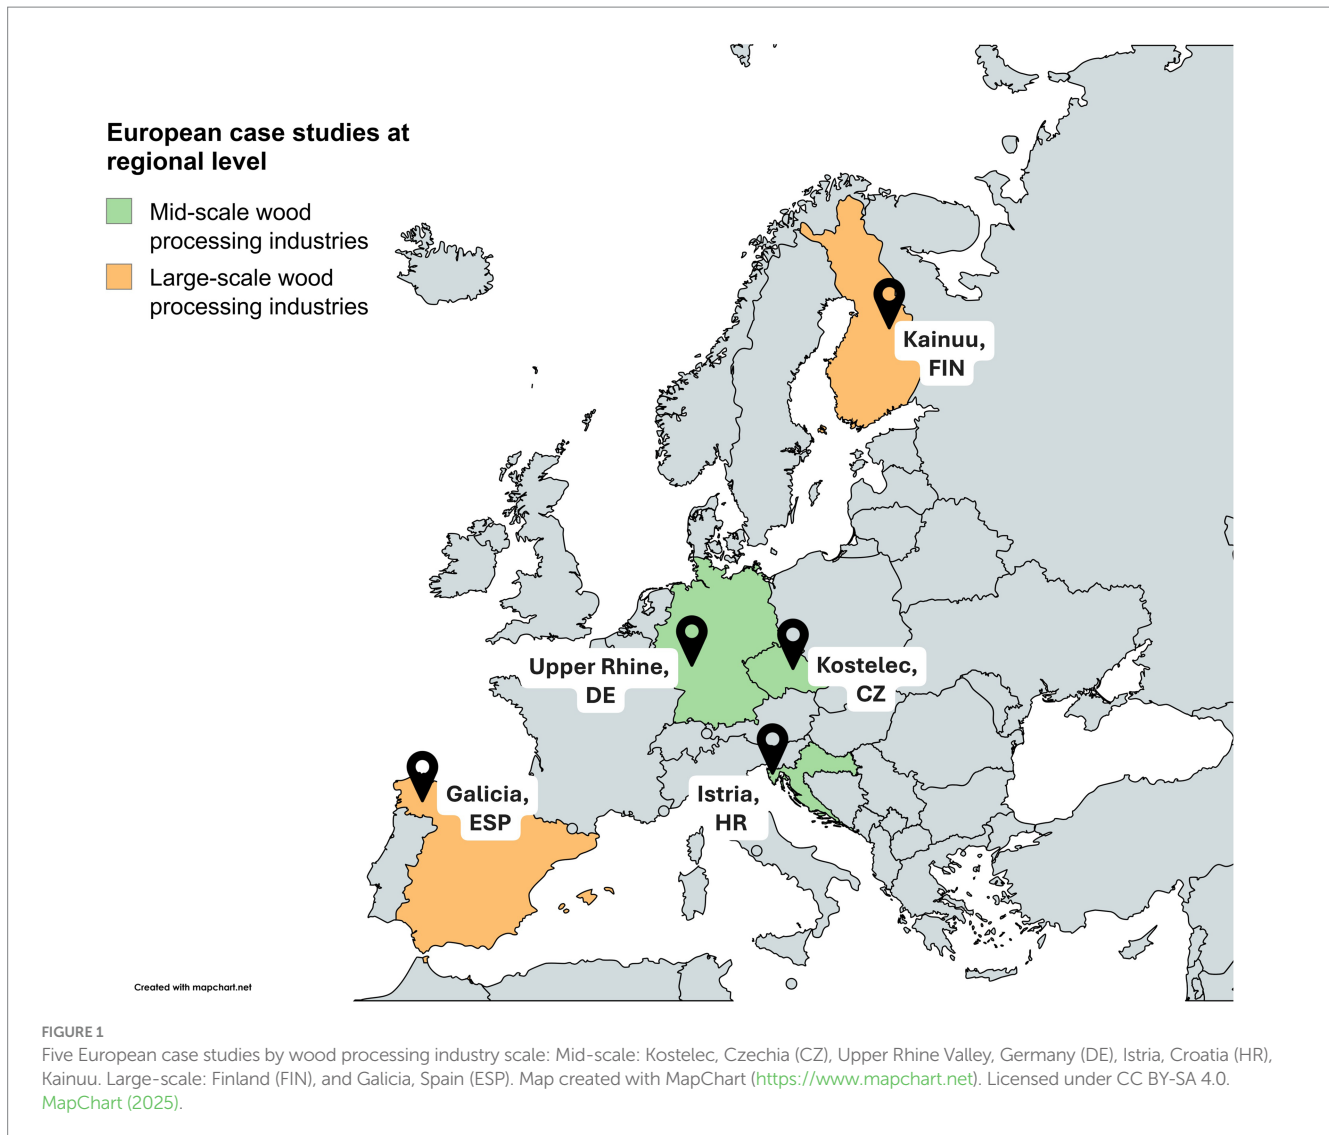 European case studies at
regional level
Mid-scale wood
processing industries
Large-scale wood
processing industries
Kainuu,
FIN
Upper Rhine,
DE
Kostelec,
CZ
Galicia,
ESP
Istria,
HR
Created with mapchart.net
FIGURE 1
Five European case studies by wood processing industry scale: Mid-scale: Kostelec, Czechia (CZ), Upper Rhine Valley, Germany (DE), Istria, Croatia (HR),
Kainuu. Large-scale: Finland (FIN), and Galicia, Spain (ESP). Map created with MapChart (https://www.mapchart.net). Licensed under CC BY-SA 4.0.
MapChart (2025).